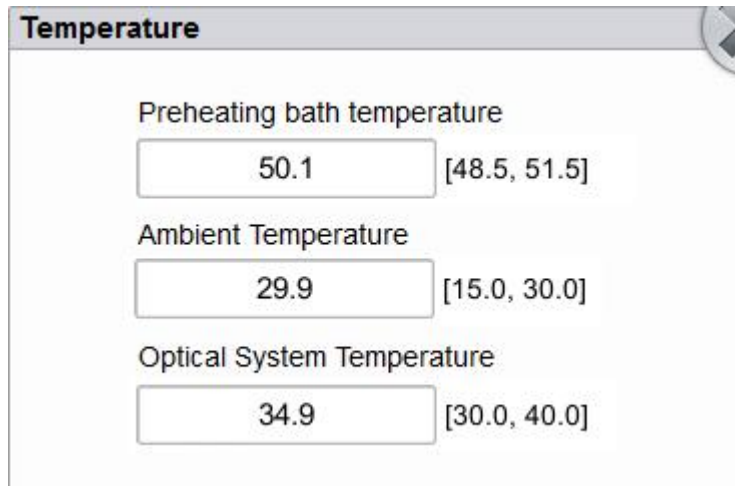 Temperature
Preheating bath temperature
50.1 [48.5, 51.5]
Ambient Temperature
29.9 [15.0, 30.0]
Optical System Temperature
34.9 [30.0, 40.0]